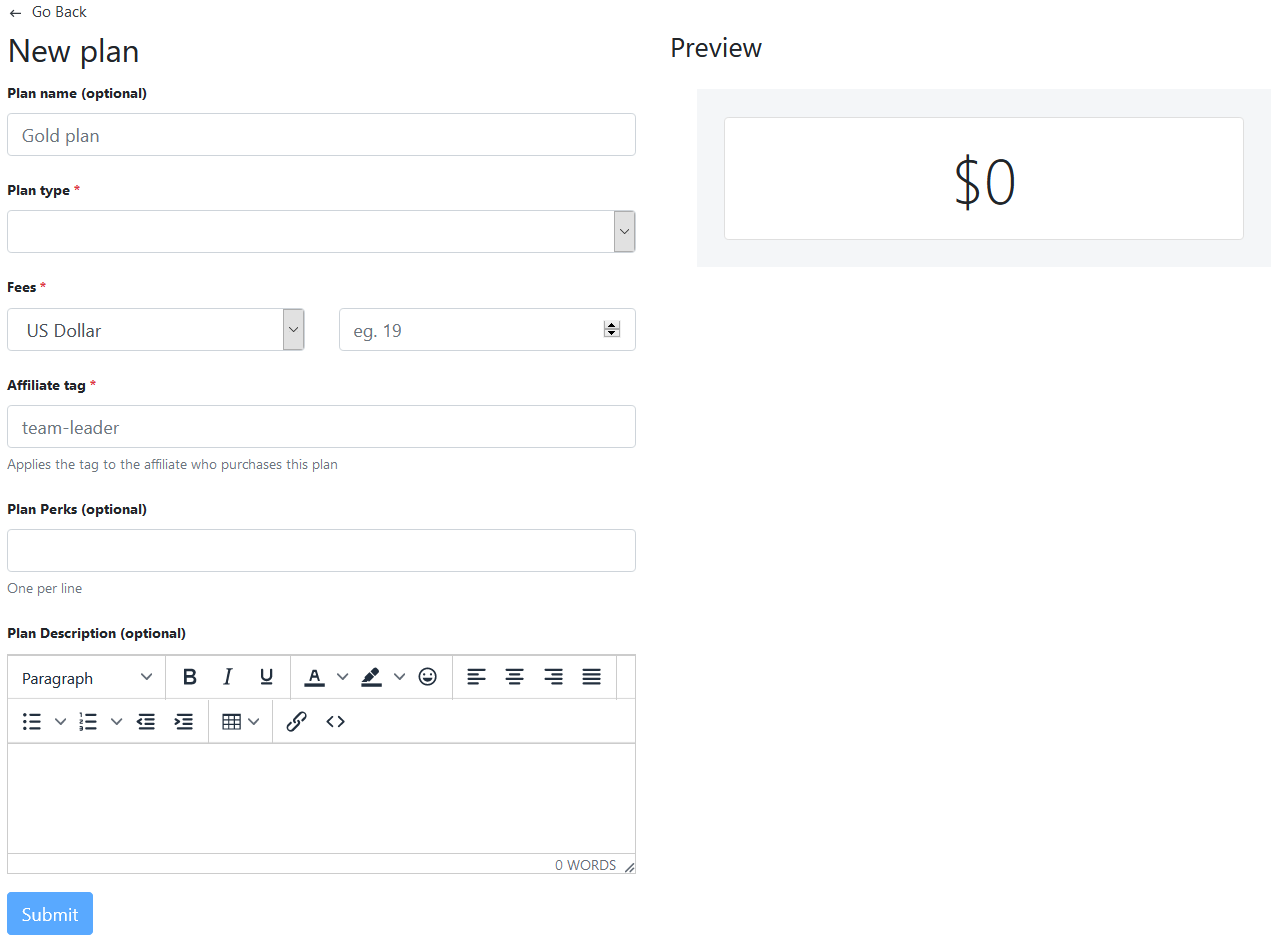 ← Go Back
New plan
Plan name (optional)
Gold plan
Plan type *
Fees *
US Dollar
eg. 19
Affiliate tag *
team-leader
Applies the tag to the affiliate who purchases this plan
Plan Perks (optional)
One per line
Plan Description (optional)
Paragraph B I U A
0 WORDS
Submit
Preview
$0